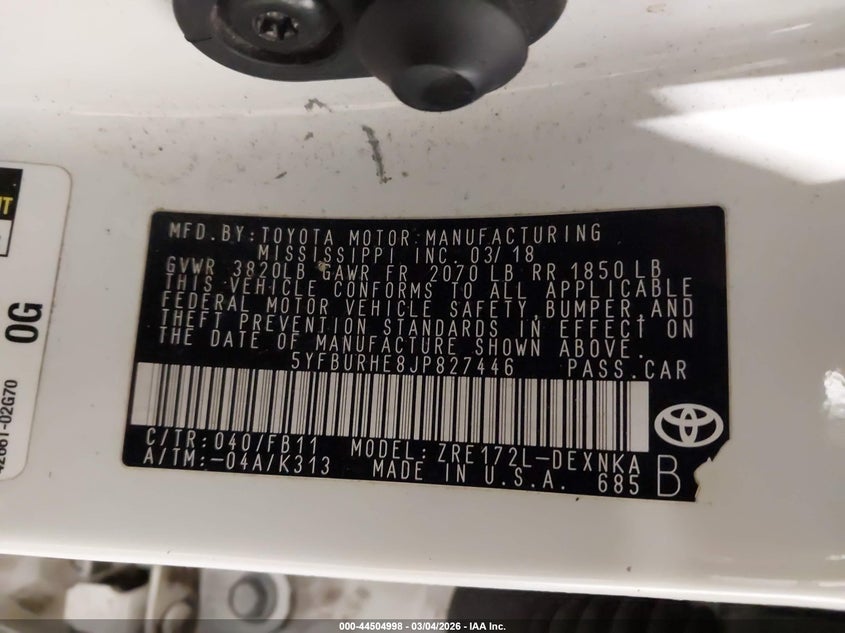 MFD.BY:TOYOTA MOTOR MANUFACTURING
MISSISSIPPI INC. 03/18
GVWR 3820LB GAWR FR 2070 LB RR 1850 LB
THIS VEHICLE CONFORMS TO ALL APPLICABLE
FEDERAL MOTOR VEHICLE SAFETY,BUMPER,AND
THEFT PREVENTION STANDARDS IN EFFECT ON
THE DATE OF MANUFACTURE SHOWN ABOVE.
5YFBURHE8JP827446 PASS.CAR
C/TR:040/FB11 MODEL:ZRE172L-DEXNKA
A/TM:-04A/K313 MADE IN U.S.A. 685 B
0G
42661-02G70
000-44504998 | 03/04/2026 – IAA Inc.